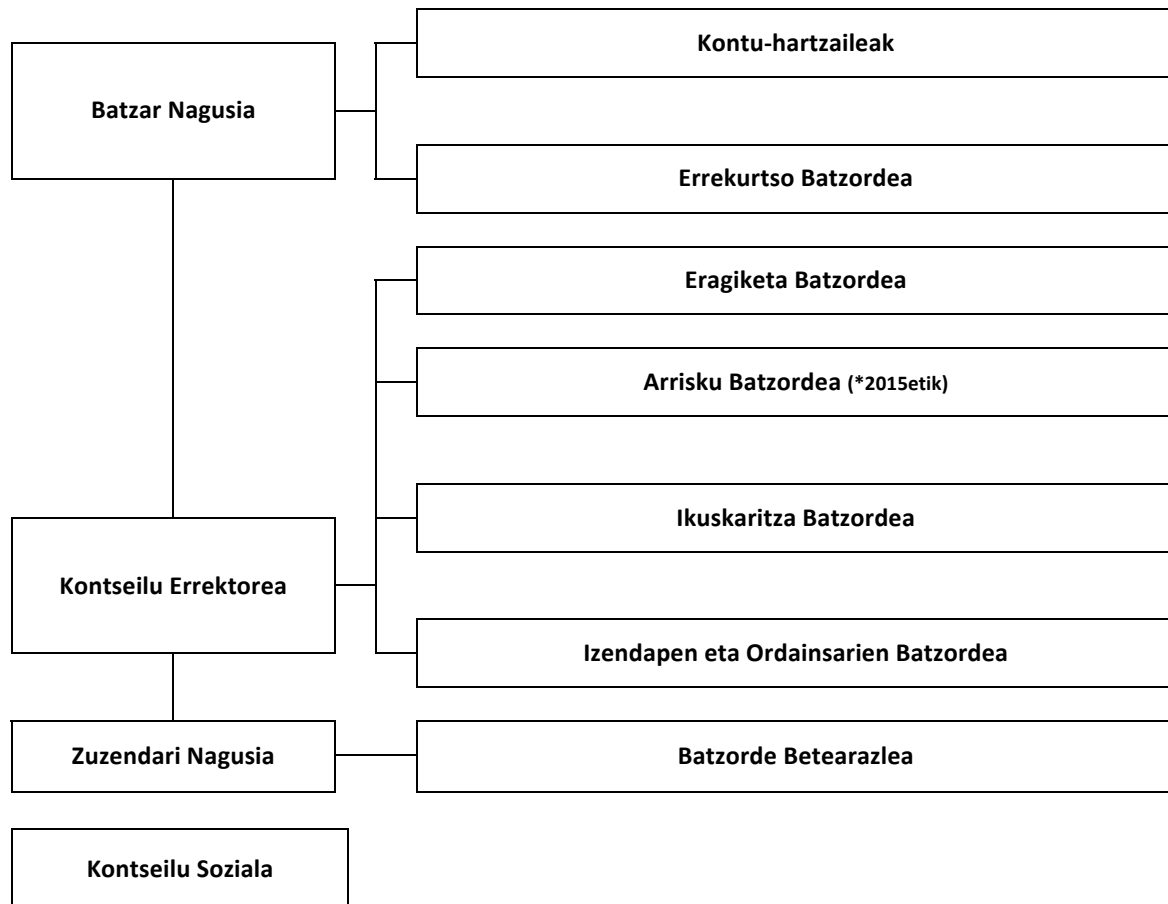 Kontu-hartzaileak
Batzar Nagusia
Errekurtso Batzordea
Eragiketa Batzordea
Arrisku Batzordea (*2015etik)
Ikuskaritza Batzordea
Kontseilu Errektorea
Izendapen eta Ordainsarien Batzordea
Zuzendari Nagusia
Batzorde Betearazlea
Kontseilu Soziala